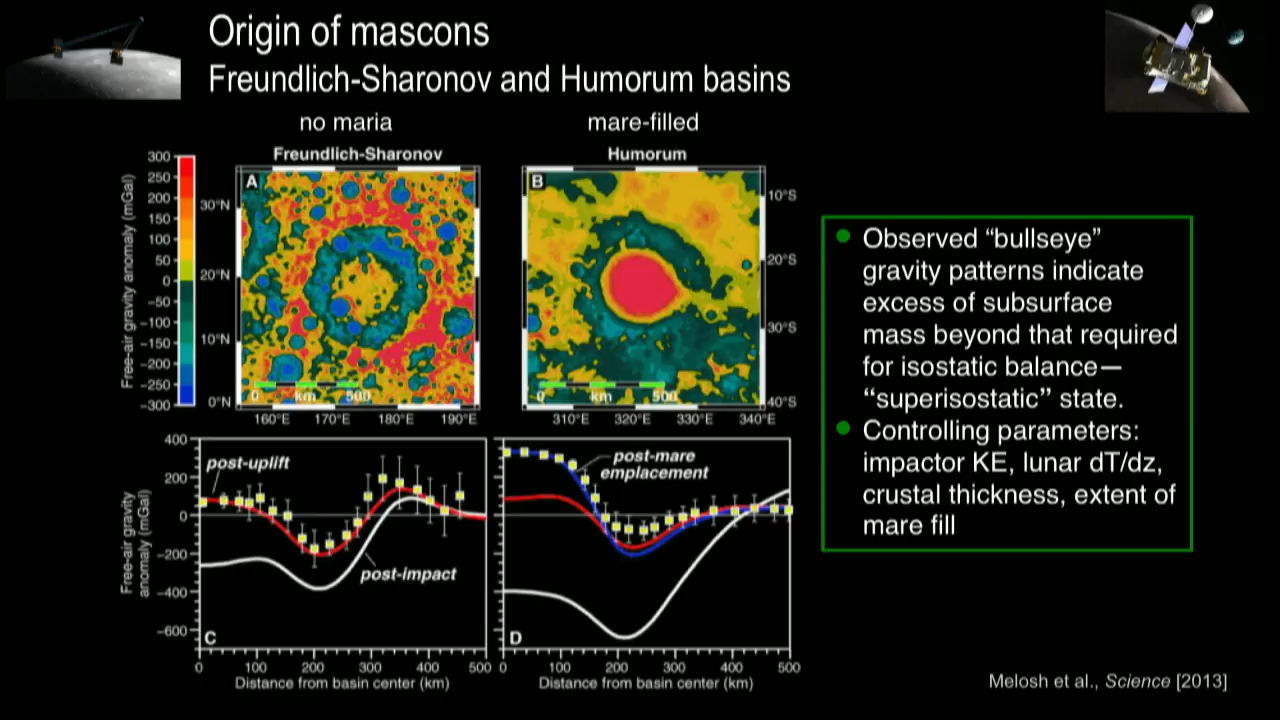 Origin of mascons
Freundlich-Sharonov and Humorum basins
no maria
mare-filled
Freundlich-Sharonov
Humorum
Free-air gravity anomaly (mGal)
300
250
200
150
100
50
0
−50
−100
−150
−200
−250
−300
A
30°N
20°N
10°N
0°N
0 km 500
160°E 170°E 180°E 190°E
B
10°S
20°S
30°S
40°S
0 km 500
310°E 320°E 330°E 340°E
Free-air gravity
anomaly (mGal)
400
200
0
−200
−400
−600
post-uplift
post-impact
C
0 100 200 300 400 500
Distance from basin center (km)
post-mare
emplacement
D
0 100 200 300 400 500
Distance from basin center (km)
Observed “bullseye”
gravity patterns indicate
excess of subsurface
mass beyond that required
for isostatic balance—
“superisostatic” state.
Controlling parameters:
impactor KE, lunar dT/dz,
crustal thickness, extent of
mare fill
Melosh et al., Science [2013]